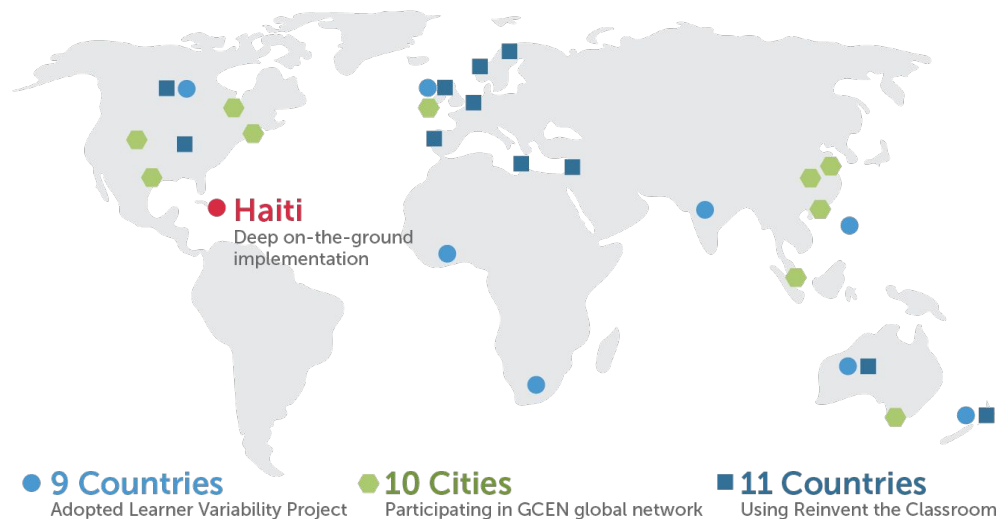 Haiti
Deep on-the-ground
implementation
9 Countries
Adopted Learner Variability Project
10 Cities
Participating in GCEN global network
11 Countries
Using Reinvent the Classroom